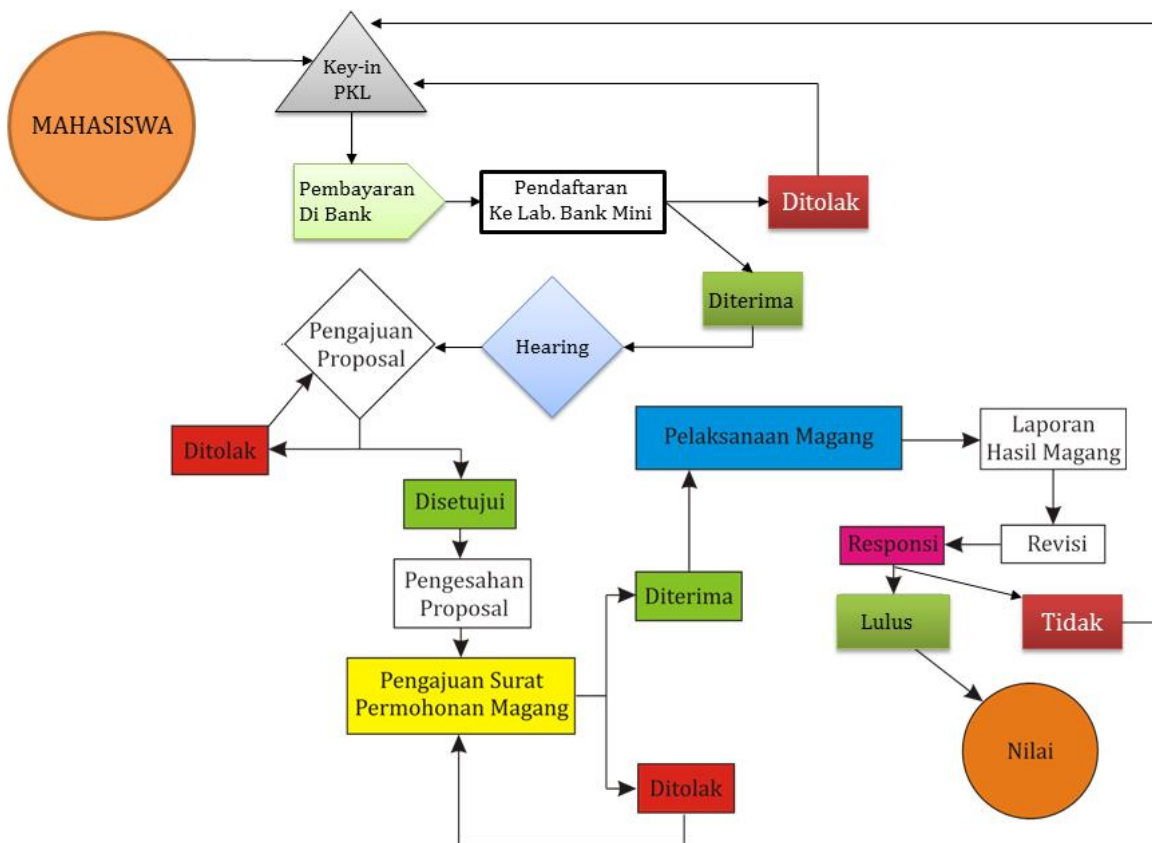 MAHASISWA
Key-in
PKL
Pembayaran
Di Bank
Pendaftaran
Ke Lab. Bank Mini
Ditolak
Diterima
Hearing
Pengajuan
Proposal
Ditolak
Disetujui
Pengesahan
Proposal
Pengajuan Surat
Permohonan Magang
Diterima
Ditolak
Pelaksanaan Magang
Laporan
Hasil Magang
Revisi
Responsi
Lulus
Tidak
Nilai